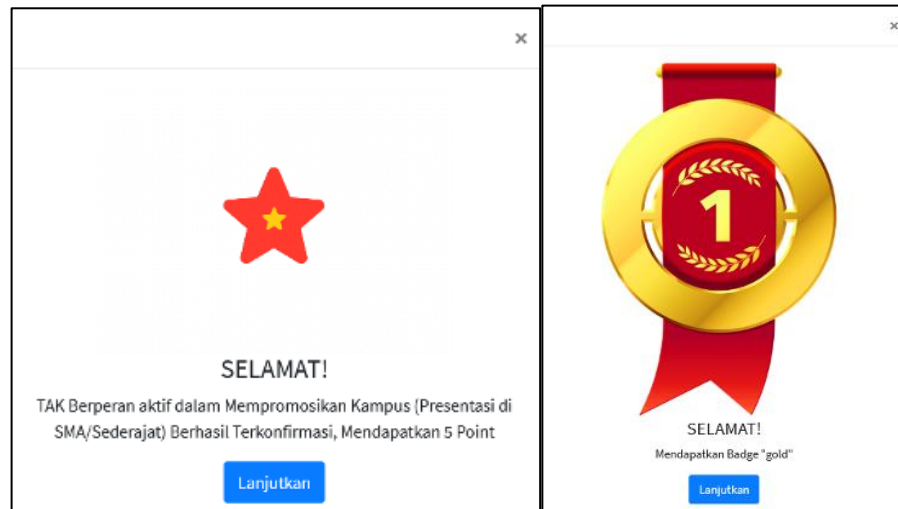 ×
SELAMAT!
TAK Berperan aktif dalam Mempromosikan Kampus (Presentasi di
SMA/Sederajat) Berhasil Terkonfirmasi, Mendapatkan 5 Point
Lanjutkan
×
1
SELAMAT!
Mendapatkan Badge "gold"
Lanjutkan